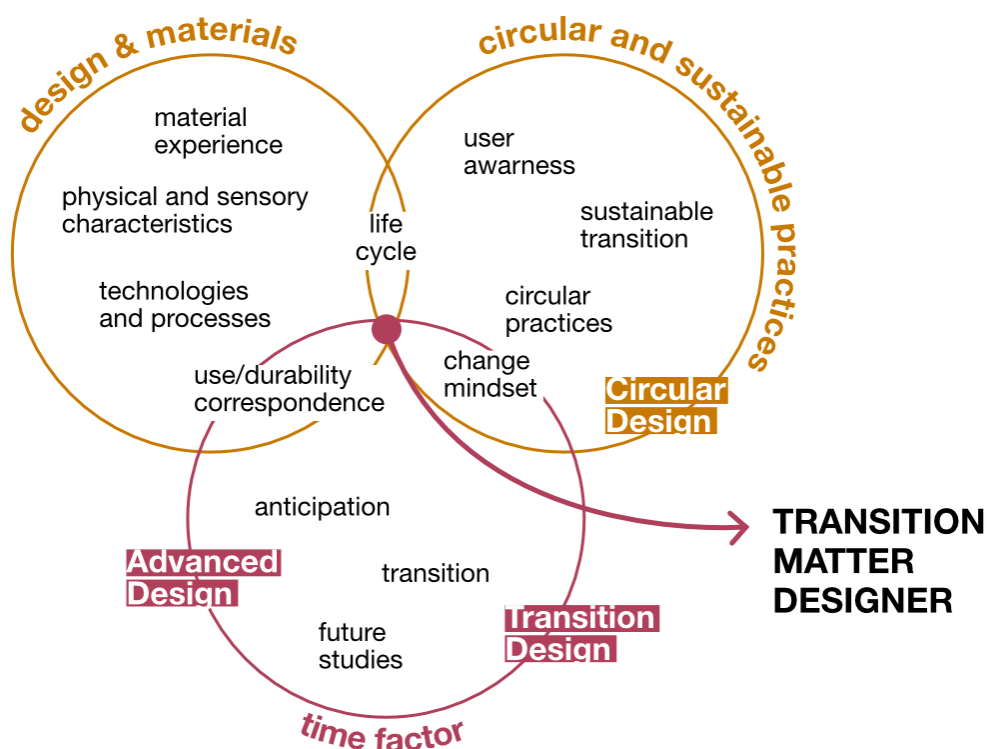 design & materials
circular and sustainable practices
material
experience
user
awarness
physical and sensory
characteristics
life
cycle
sustainable
transition
technologies
and processes
circular
practices
use/durability
correspondence
change
mindset
Circular
Design
anticipation
TRANSITION
MATTER
DESIGNER
Advanced
Design
transition
future
studies
Transition
Design
time factor